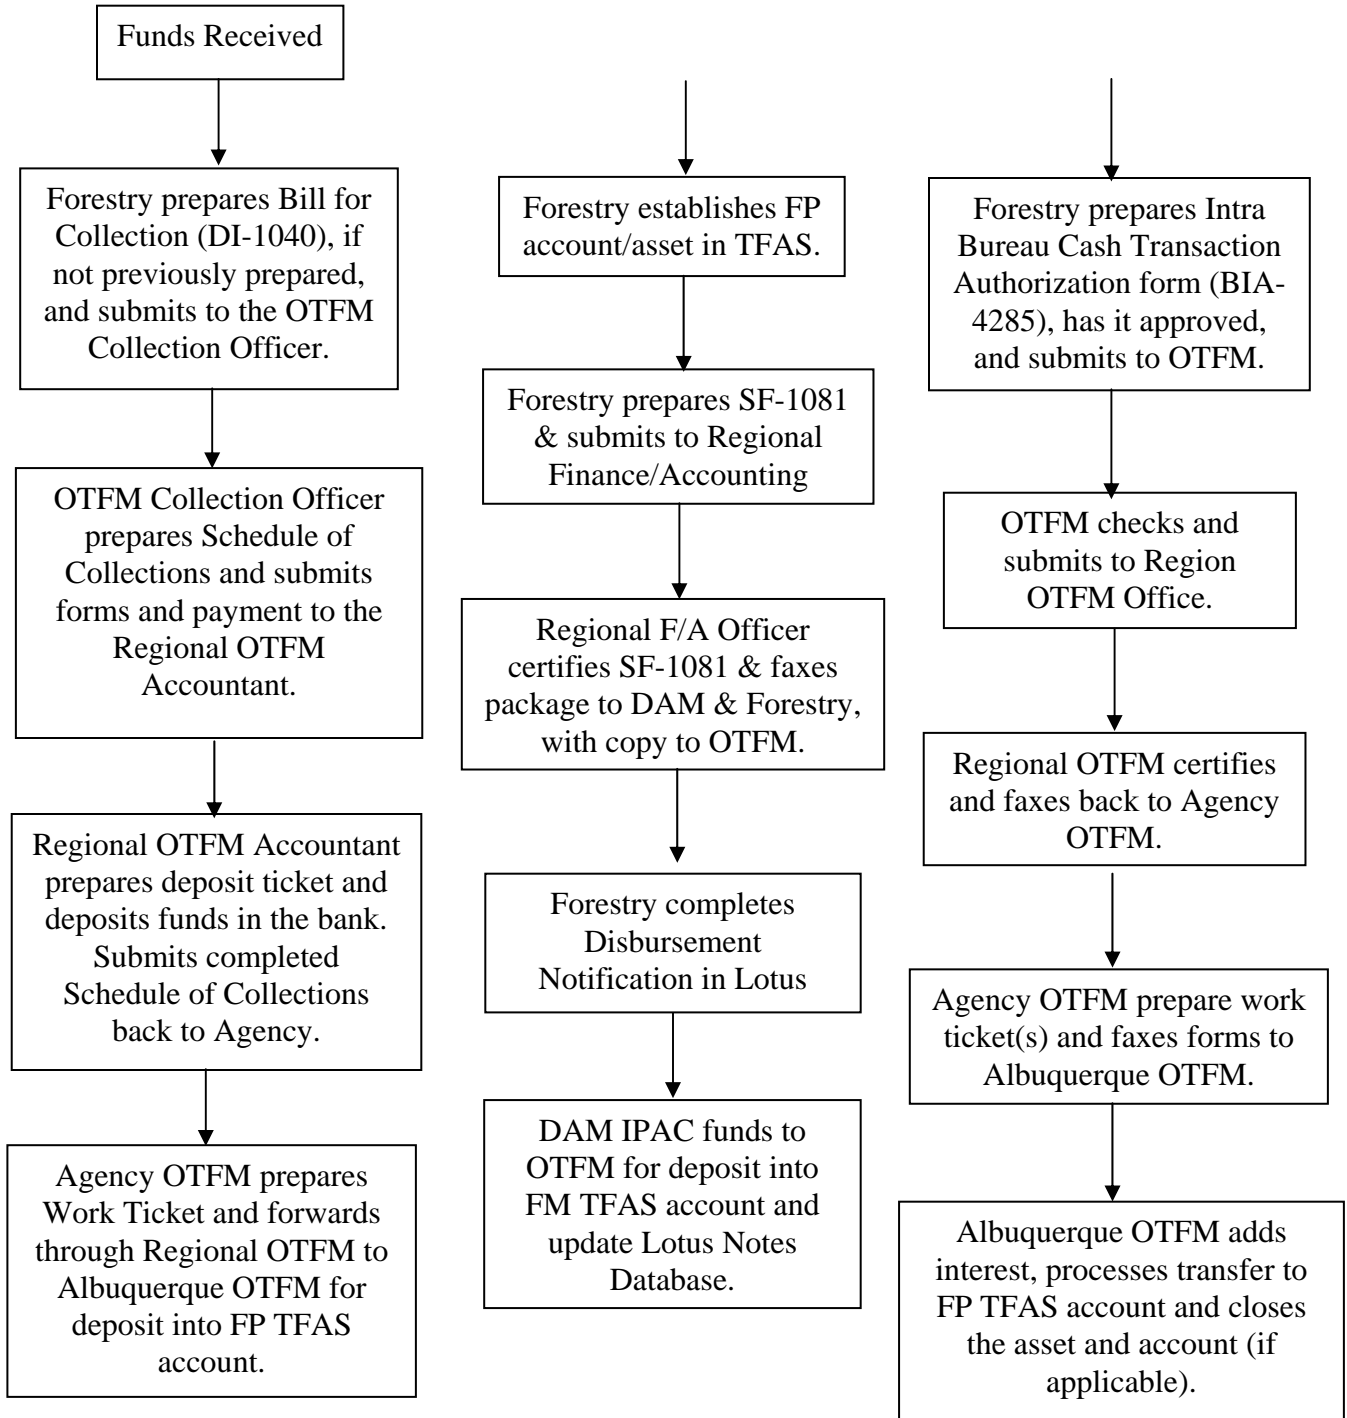 Funds Received
Forestry prepares Bill for
Collection (DI-1040), if
not previously prepared,
and submits to the OTFM
Collection Officer.
OTFM Collection Officer
prepares Schedule of
Collections and submits
forms and payment to the
Regional OTFM
Accountant.
Regional OTFM Accountant
prepares deposit ticket and
deposits funds in the bank.
Submits completed
Schedule of Collections
back to Agency.
Agency OTFM prepares
Work Ticket and forwards
through Regional OTFM to
Albuquerque OTFM for
deposit into FP TFAS
account.
Forestry establishes FP
account/asset in TFAS.
Forestry prepares SF-1081
& submits to Regional
Finance/Accounting
Regional F/A Officer
certifies SF-1081 & faxes
package to DAM & Forestry,
with copy to OTFM.
Forestry completes
Disbursement
Notification in Lotus
DAM IPAC funds to
OTFM for deposit into
FM TFAS account and
update Lotus Notes
Database.
Forestry prepares Intra
Bureau Cash Transaction
Authorization form (BIA-
4285), has it approved,
and submits to OTFM.
OTFM checks and
submits to Region
OTFM Office.
Regional OTFM certifies
and faxes back to Agency
OTFM.
Agency OTFM prepare work
ticket(s) and faxes forms to
Albuquerque OTFM.
Albuquerque OTFM adds
interest, processes transfer to
FP TFAS account and closes
the asset and account (if
applicable).